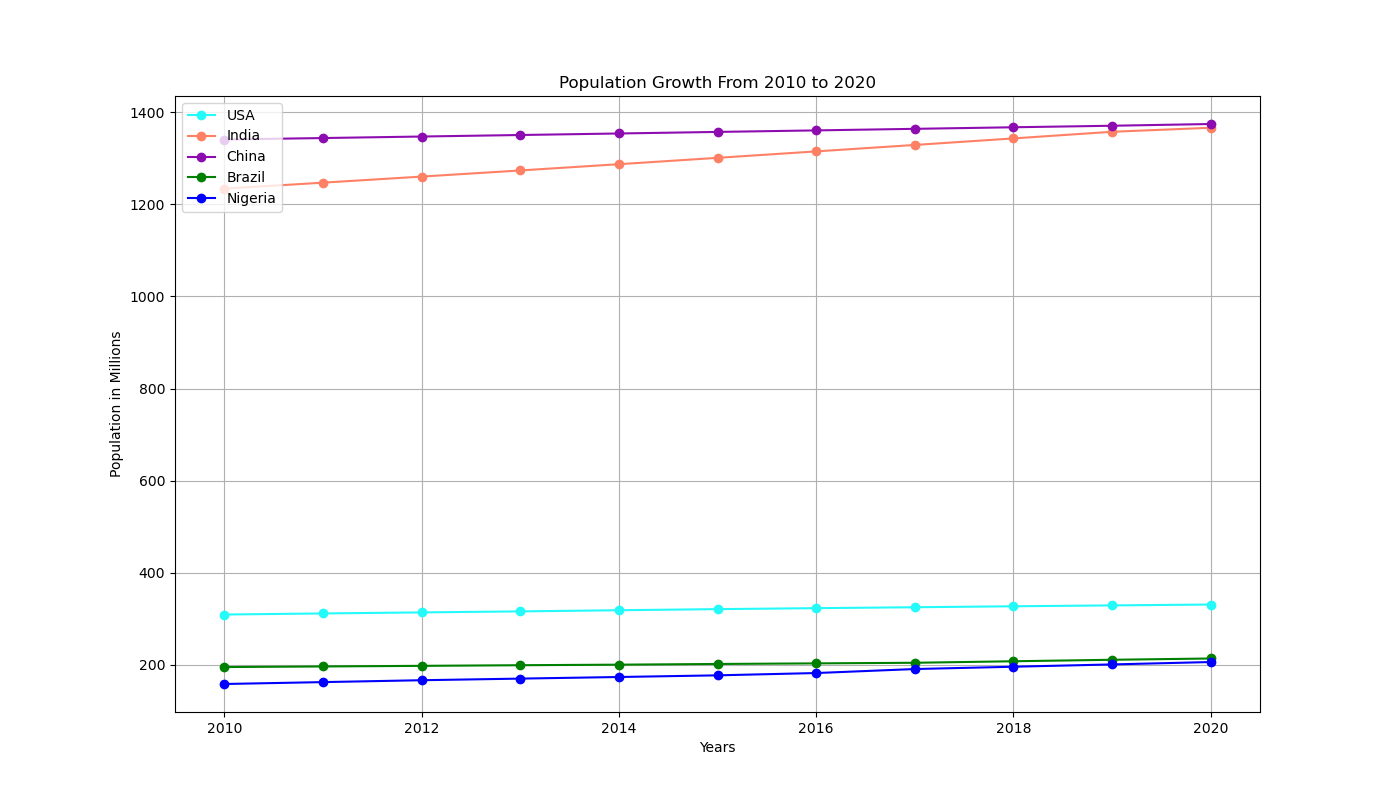 Population Growth From 2010 to 2020
1400
1200
1000
800
600
400
200
Population in Millions
USA
India
China
Brazil
Nigeria
2010 2012 2014 2016 2018 2020
Years